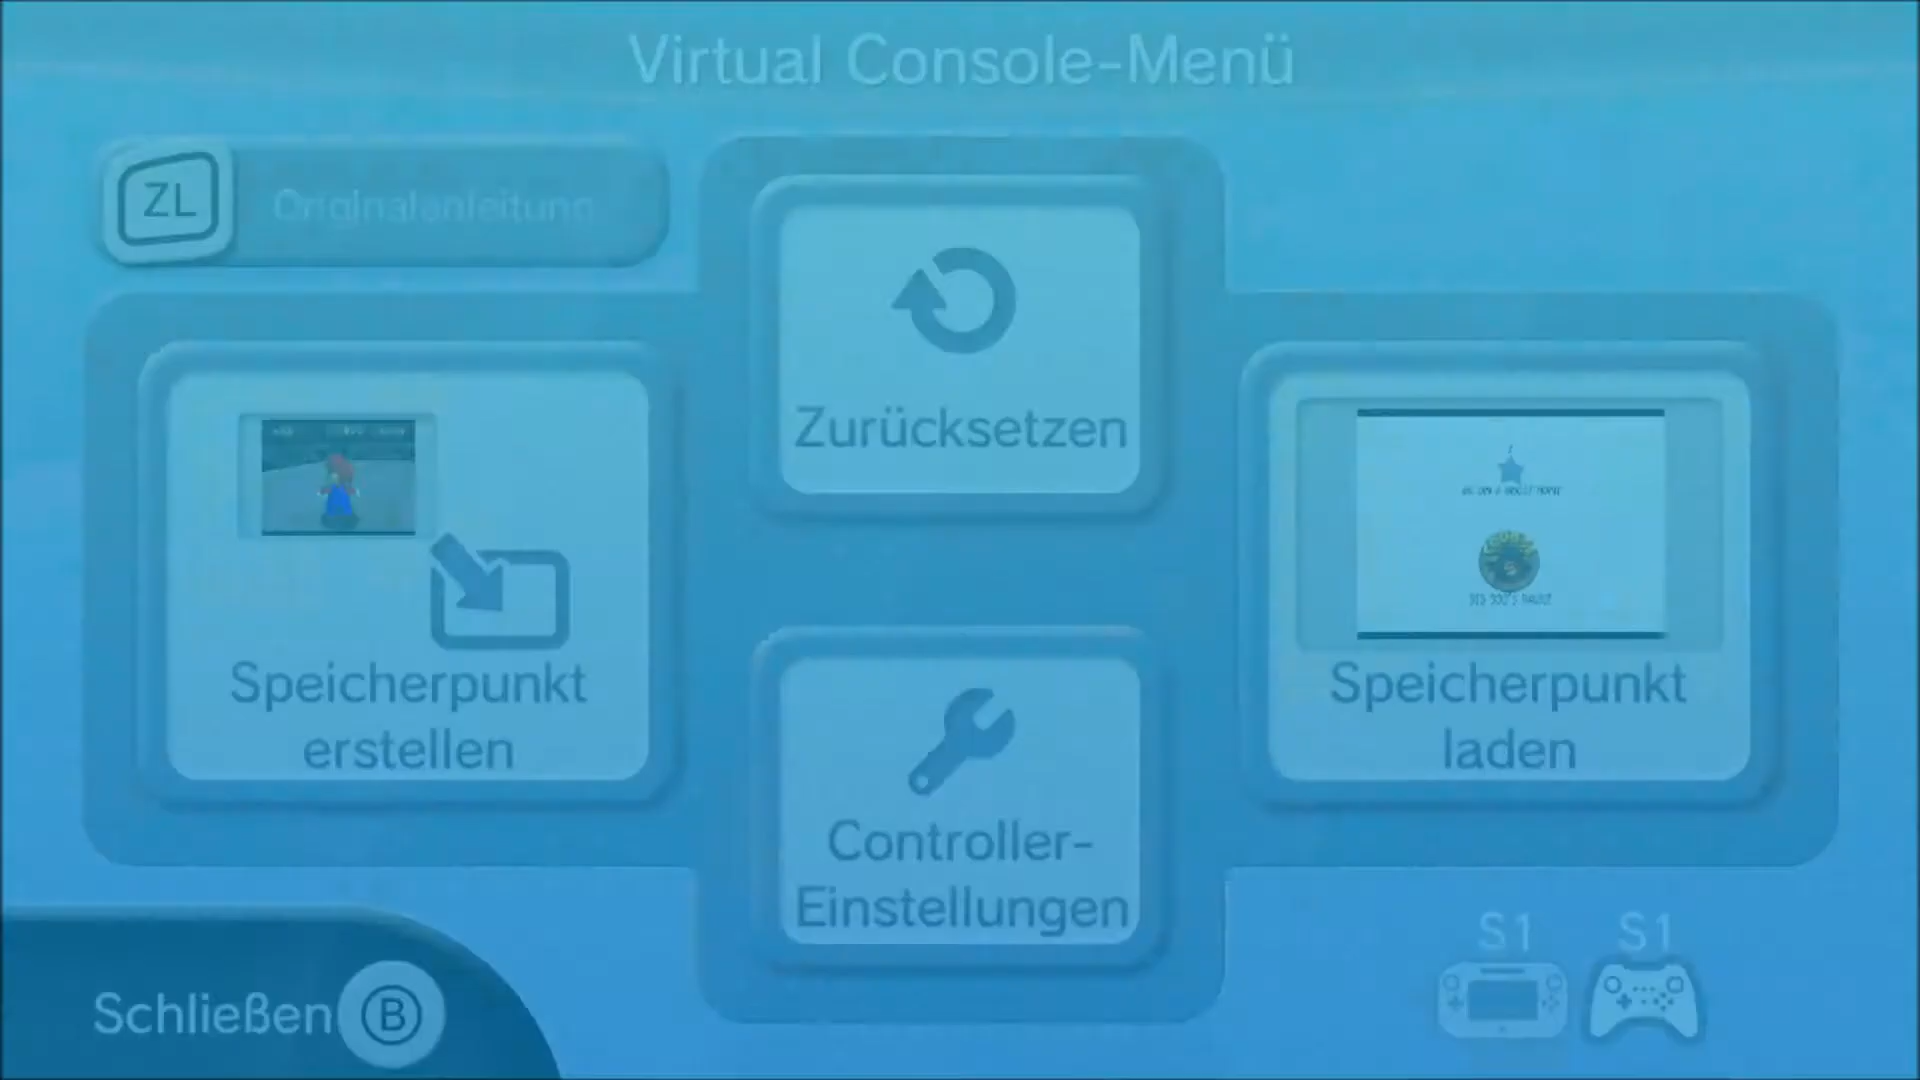 Virtual Console-Menü
ZL
Originalanleitung
Zurücksetzen
Speicherpunkt
erstellen
Speicherpunkt
laden
Controller-
Einstellungen
S1
S1
Schließen B